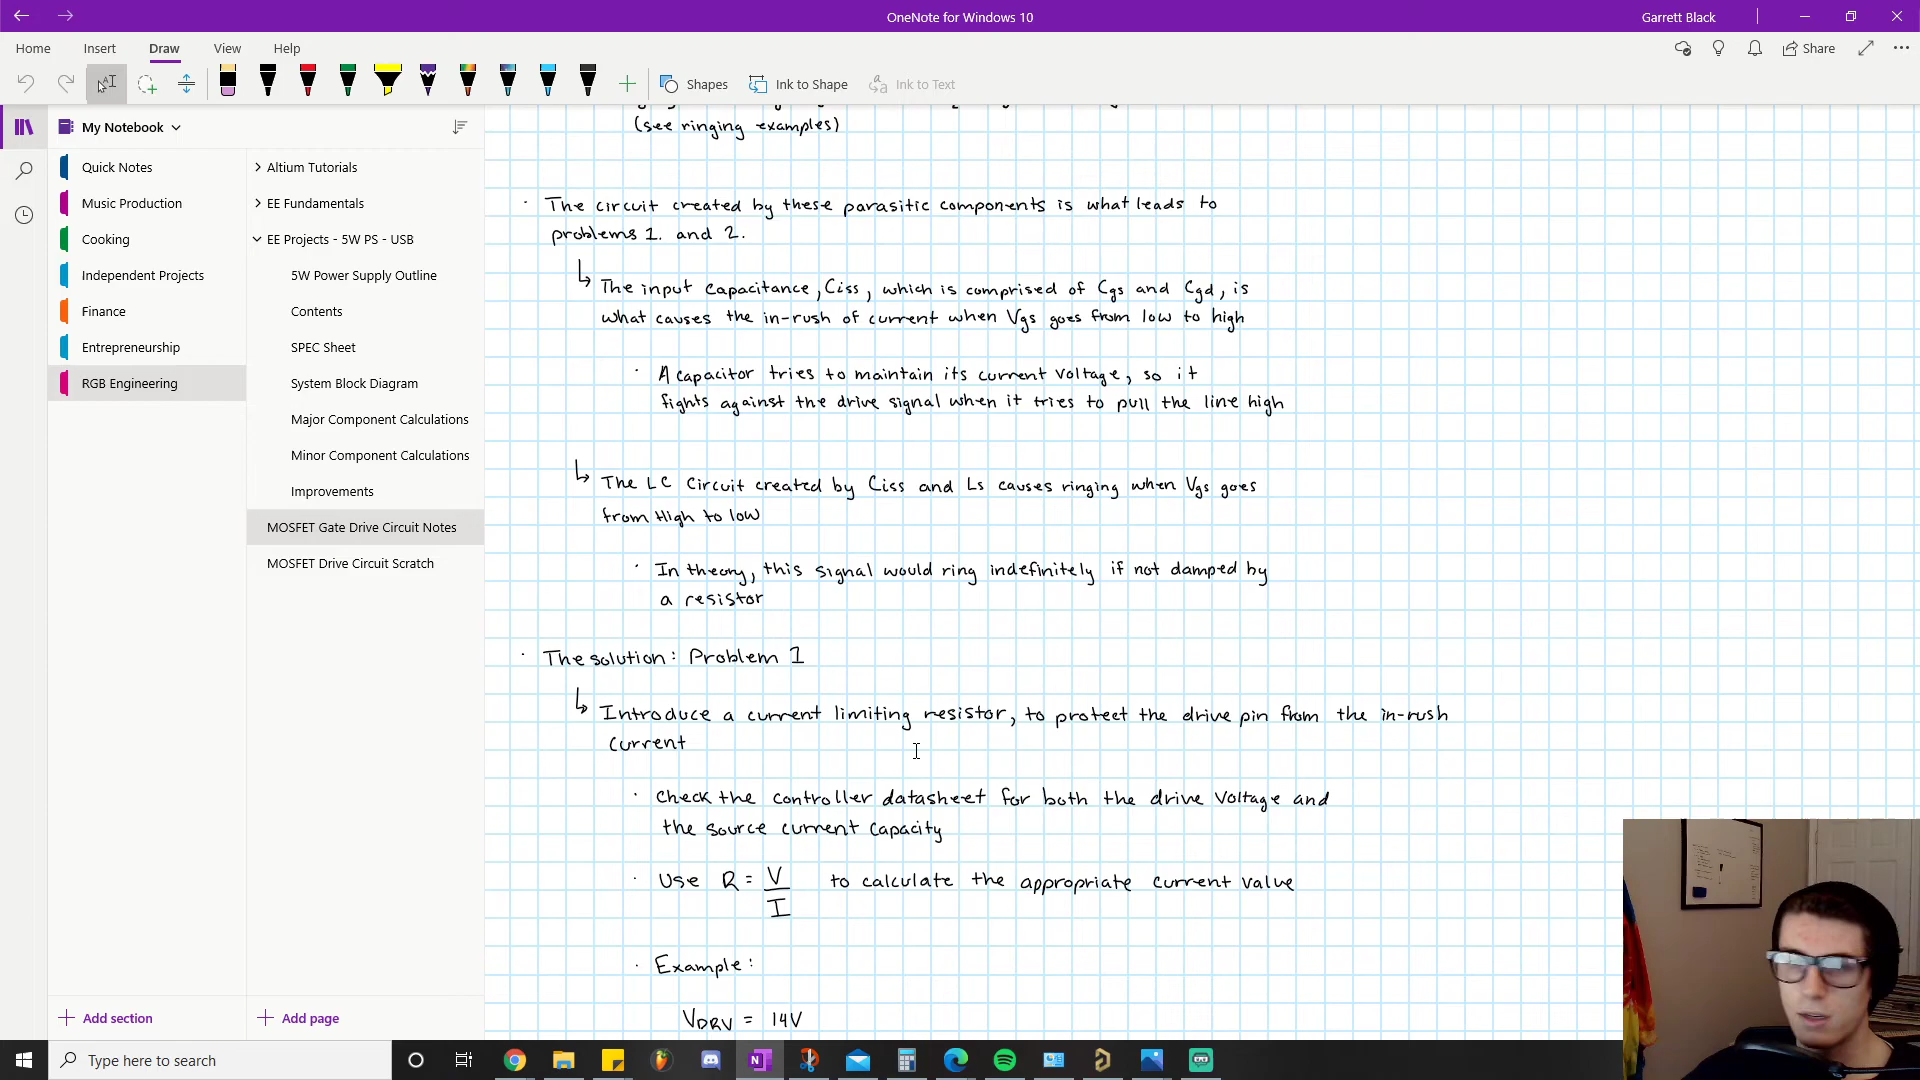 OneNote for Windows 10
Garrett Black
Home
Insert
Draw
View
Help
Share
Shapes
Ink to Shape
Ink to Text
My Notebook
Quick Notes
Music Production
Cooking
Independent Projects
Finance
Entrepreneurship
RGB Engineering
Add section
Altium Tutorials
EE Fundamentals
EE Projects - 5W PS - USB
5W Power Supply Outline
Contents
SPEC Sheet
System Block Diagram
Major Component Calculations
Minor Component Calculations
Improvements
MOSFET Gate Drive Circuit Notes
MOSFET Drive Circuit Scratch
Add page
(see ringing examples)
· The circuit created by these parasitic components is what leads to
problems 1. and 2.
↳ The input capacitance, Ciss, which is comprised of Cgs and Cgd, is
what causes the in-rush of current when Vgs goes from low to high
· A capacitor tries to maintain its current voltage, so it
fights against the drive signal when it tries to pull the line high
↳ The LC circuit created by Ciss and Ls causes ringing when Vgs goes
from High to low
· In theory, this signal would ring indefinitely if not damped by
a resistor
· The solution: Problem 1
↳ Introduce a current limiting resistor, to protect the drive pin from the in-rush
current
· Check the controller datasheet for both the drive voltage and
the source current capacity
· Use R = V/I to calculate the appropriate current value
· Example:
VDRV = 14V
Type here to search